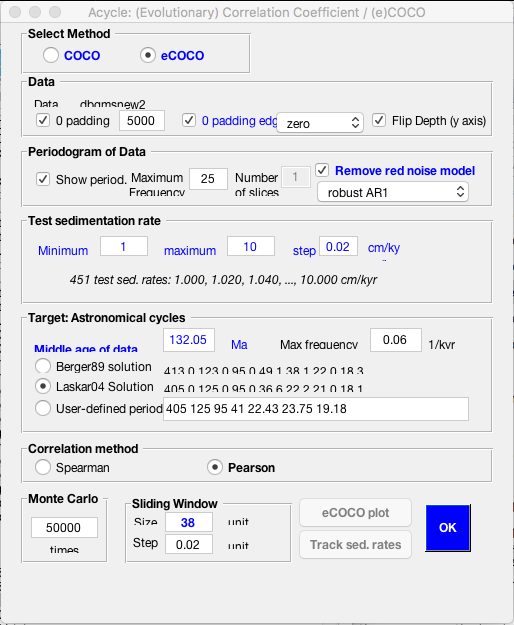 Acycle: (Evolutionary) Correlation Coefficient / (e)COCO
Select Method
COCO eCOCO
Data
Data dbgmsnew2
0 padding 5000 0 padding edg zero Flip Depth (y axis)
Periodogram of Data
Show period. Maximum Frequency 25 Number of slices 1 Remove red noise model
robust AR1
Test sedimentation rate
Minimum 1 maximum 10 step 0.02 cm/ky
451 test sed. rates: 1.000, 1.020, 1.040, ..., 10.000 cm/kyr
Target: Astronomical cycles
Middle age of data 132.05 Ma Max frequency 0.06 1/kyr
Berger89 solution 413.0 123.0 95.0 49.1 38.1 22.0 18.3
Laskar04 Solution 405.0 125.0 95.0 36.6 22.2 21.0 18.1
User-defined period 405 125 95 41 22.43 23.75 19.18
Correlation method
Spearman Pearson
Monte Carlo
50000
times
Sliding Window
Size 38 unit
Step 0.02 unit
eCOCO plot
Track sed. rates
OK